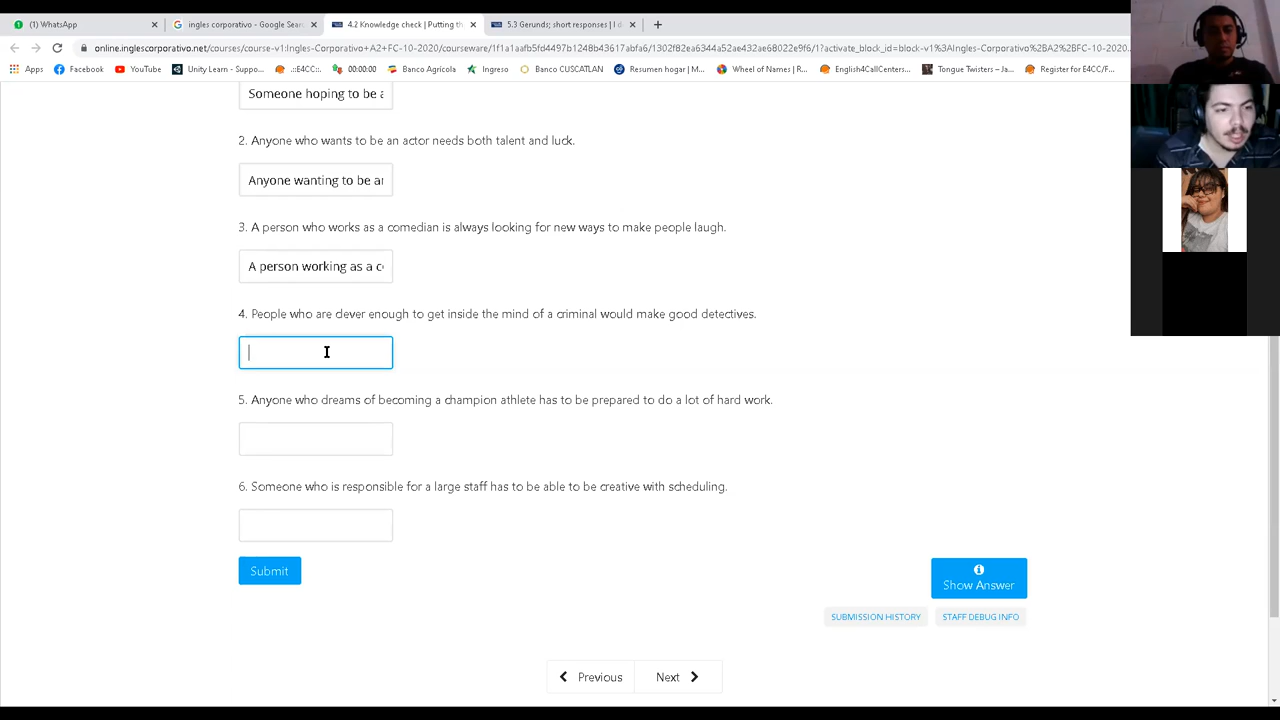 (1) WhatsApp
ingles corporativo - Google Sear
4.2 Knowledge check | Putting th
5.3 Gerunds; short responses | I d
online.inglescorporativo.net/courses/course-v1:Ingles-Corporativo+A2+FC-10-2020/courseware/1f1a1aafb5fd4497b1248b43617abfa6/1302f82ea6344a52ae432ae68022e9f6/1?activate_block_id=block-v1%3AIngles-Corporativo%2BA2%2BFC-10-2020%
Apps
Facebook
YouTube
Unity Learn - Suppo...
.::E4CC::.
00:00:00
Banco Agrícola
Ingreso
Banco CUSCATLAN
Resumen hogar | M...
Wheel of Names | R...
English4CallCenters...
Tongue Twisters – Ja...
Register for E4CC/F...
Someone hoping to be a
2. Anyone who wants to be an actor needs both talent and luck.
Anyone wanting to be an
3. A person who works as a comedian is always looking for new ways to make people laugh.
A person working as a c
4. People who are clever enough to get inside the mind of a criminal would make good detectives.
5. Anyone who dreams of becoming a champion athlete has to be prepared to do a lot of hard work.
6. Someone who is responsible for a large staff has to be able to be creative with scheduling.
Submit
Show Answer
SUBMISSION HISTORY
STAFF DEBUG INFO
Previous
Next